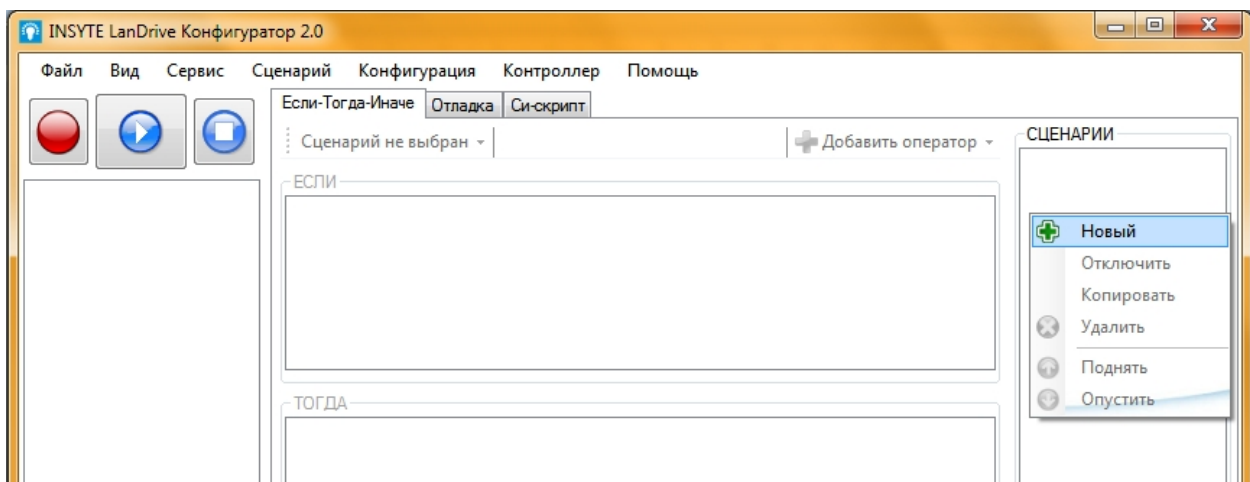 INSYTE LanDrive Конфигуратор 2.0
Файл Вид Сервис Сценарий Конфигурация Контроллер Помощь
Если-Тогда-Иначе Отладка Си-скрипт
Сценарий не выбран Добавить оператор
СЦЕНАРИИ
ЕСЛИ
Новый
Отключить
Копировать
Удалить
Поднять
Опустить
ТОГДА